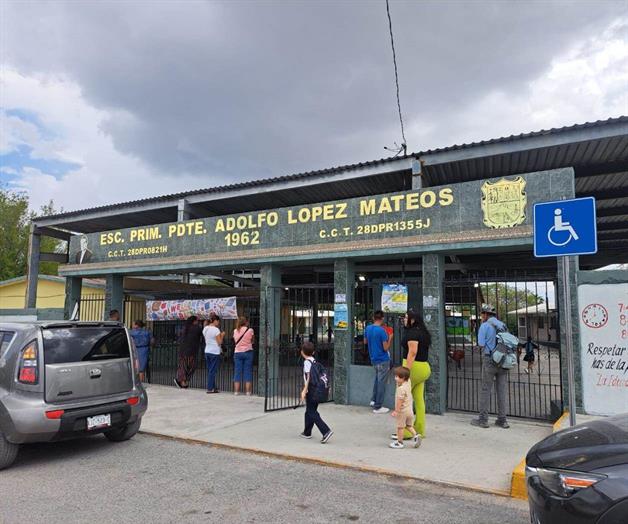 ESC. PRIM. PDTE. ADOLFO LOPEZ MATEOS
C.C.T. 28DPR0821H
1962
C.C.T. 28DPR1355J
Respetar